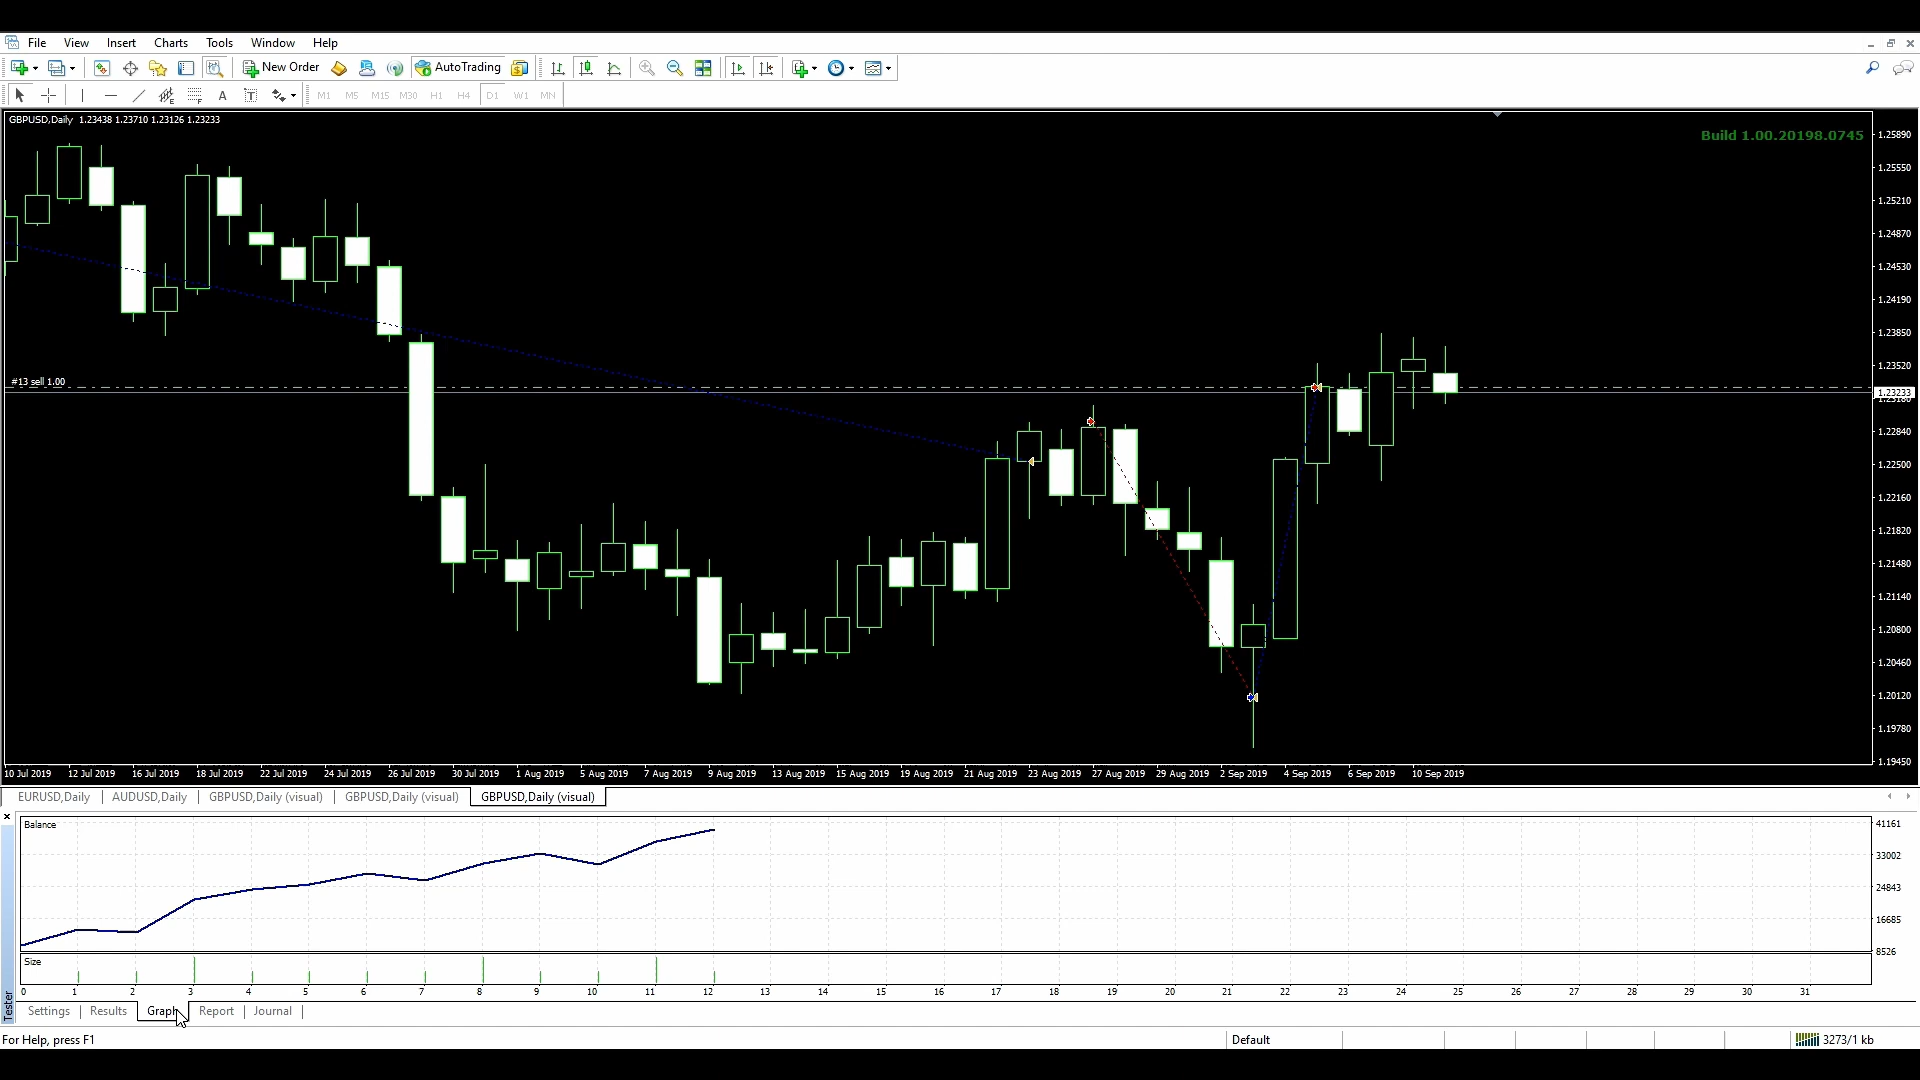 File View Insert Charts Tools Window Help
New Order AutoTrading
A T M1 M5 M15 M30 H1 H4 D1 W1 MN
GBPUSD,Daily 1.23438 1.23710 1.23126 1.23233
Build 1.00.20198.0745
1.25890
1.25550
1.25210
1.24870
1.24530
1.24190
1.23850
1.23520
#13 sell 1.00
1.23233
1.22840
1.22500
1.22160
1.21820
1.21480
1.21140
1.20800
1.20460
1.20120
1.19780
1.19450
10 Jul 2019 12 Jul 2019 16 Jul 2019 18 Jul 2019 22 Jul 2019 24 Jul 2019 26 Jul 2019 30 Jul 2019 1 Aug 2019 5 Aug 2019 7 Aug 2019 9 Aug 2019 13 Aug 2019 15 Aug 2019 19 Aug 2019 21 Aug 2019 23 Aug 2019 27 Aug 2019 29 Aug 2019 2 Sep 2019 4 Sep 2019 6 Sep 2019 10 Sep 2019
EURUSD,Daily AUDUSD,Daily GBPUSD,Daily (visual) GBPUSD,Daily (visual) GBPUSD,Daily (visual)
Balance
41161
33002
24843
16685
8526
Size
0 1 2 3 4 5 6 7 8 9 10 11 12 13 14 15 16 17 18 19 20 21 22 23 24 25 26 27 28 29 30 31
Tester
Settings Results Graph Report Journal
For Help, press F1 Default 3273/1 kb